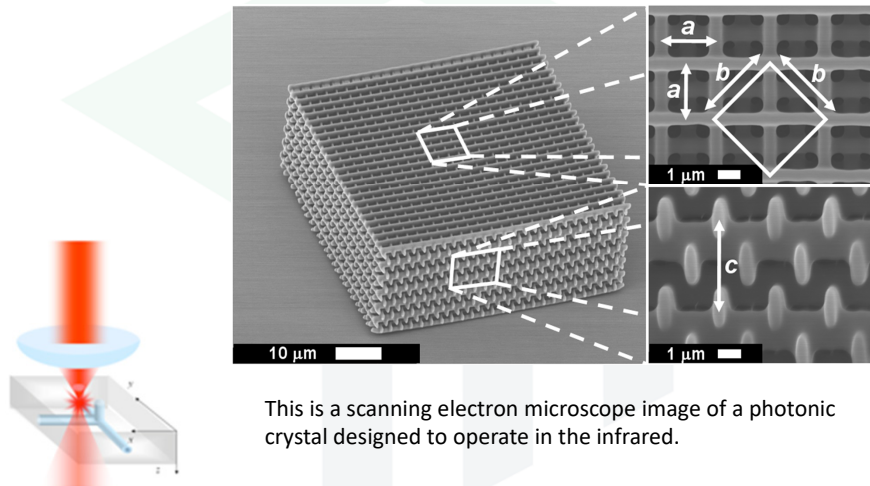 a
a
b
b
1 μm
c
1 μm
10 μm
y
x
z
This is a scanning electron microscope image of a photonic
crystal designed to operate in the infrared.